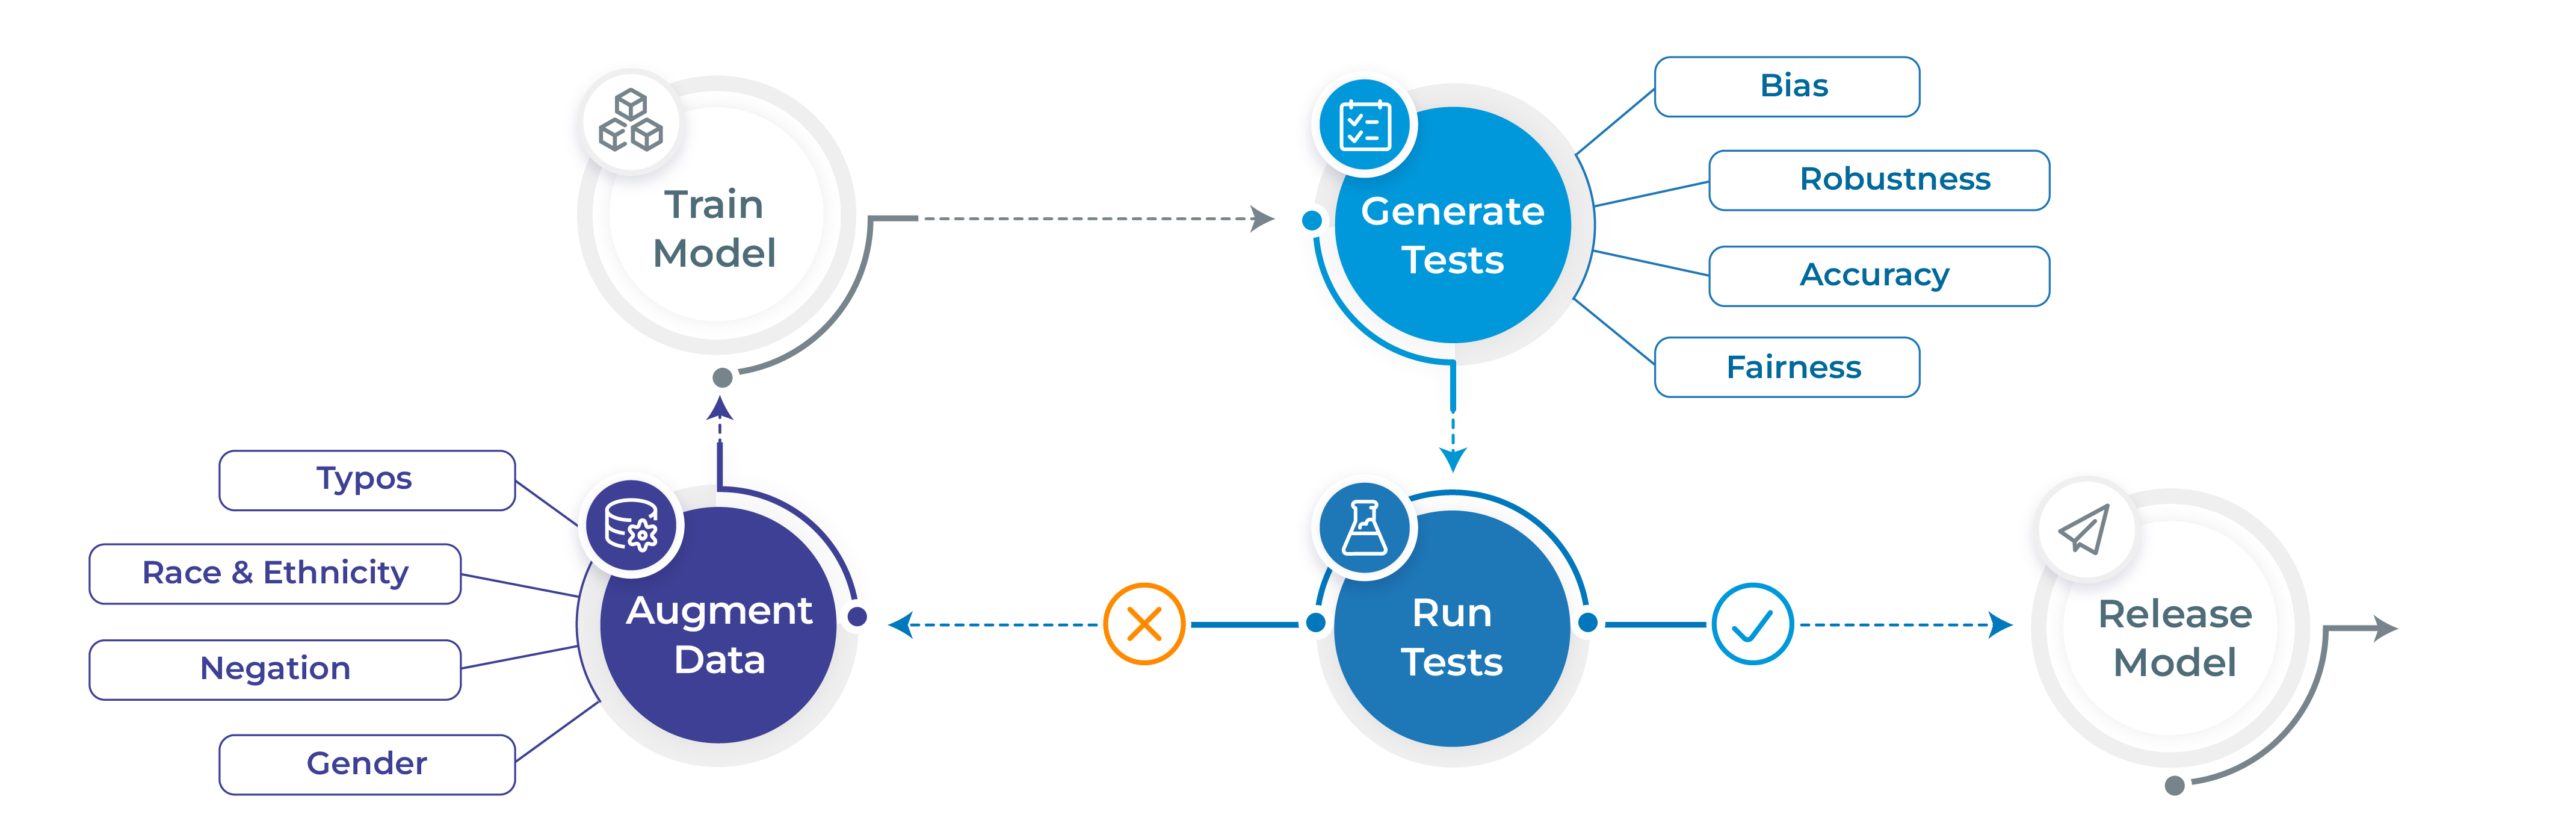 Train
Model
Generate
Tests
Bias
Robustness
Accuracy
Fairness
Typos
Race & Ethnicity
Negation
Gender
Augment
Data
Run
Tests
Release
Model